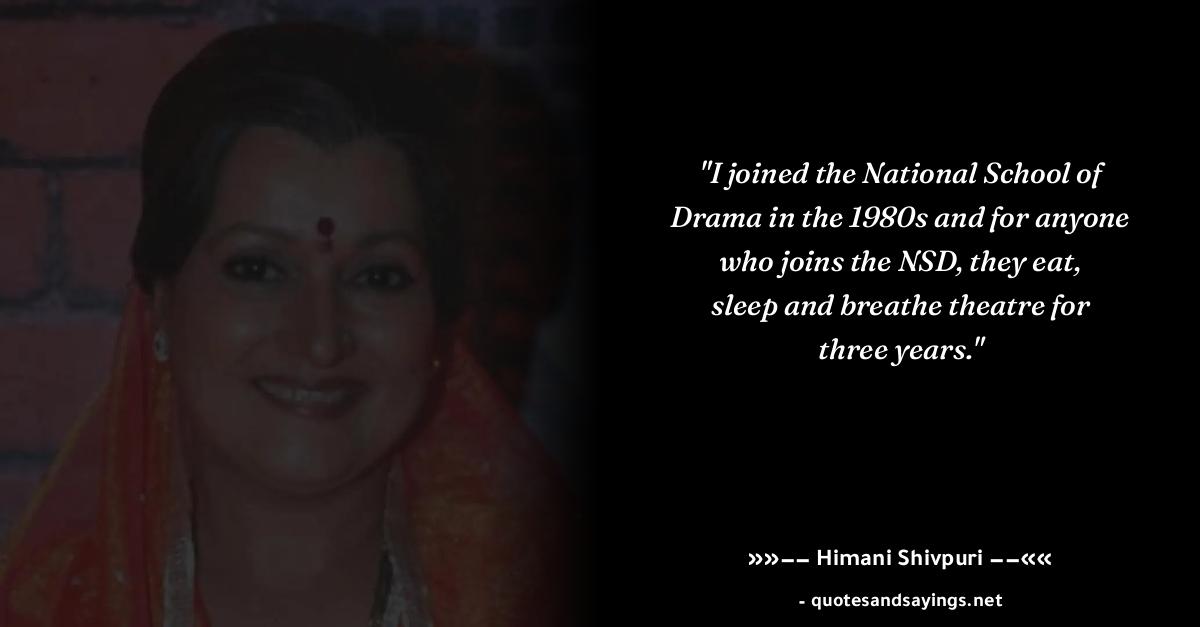 "I joined the National School of
Drama in the 1980s and for anyone
who joins the NSD, they eat,
sleep and breathe theatre for
three years."
»»−− Himani Shivpuri −−««
- quotesandsayings.net